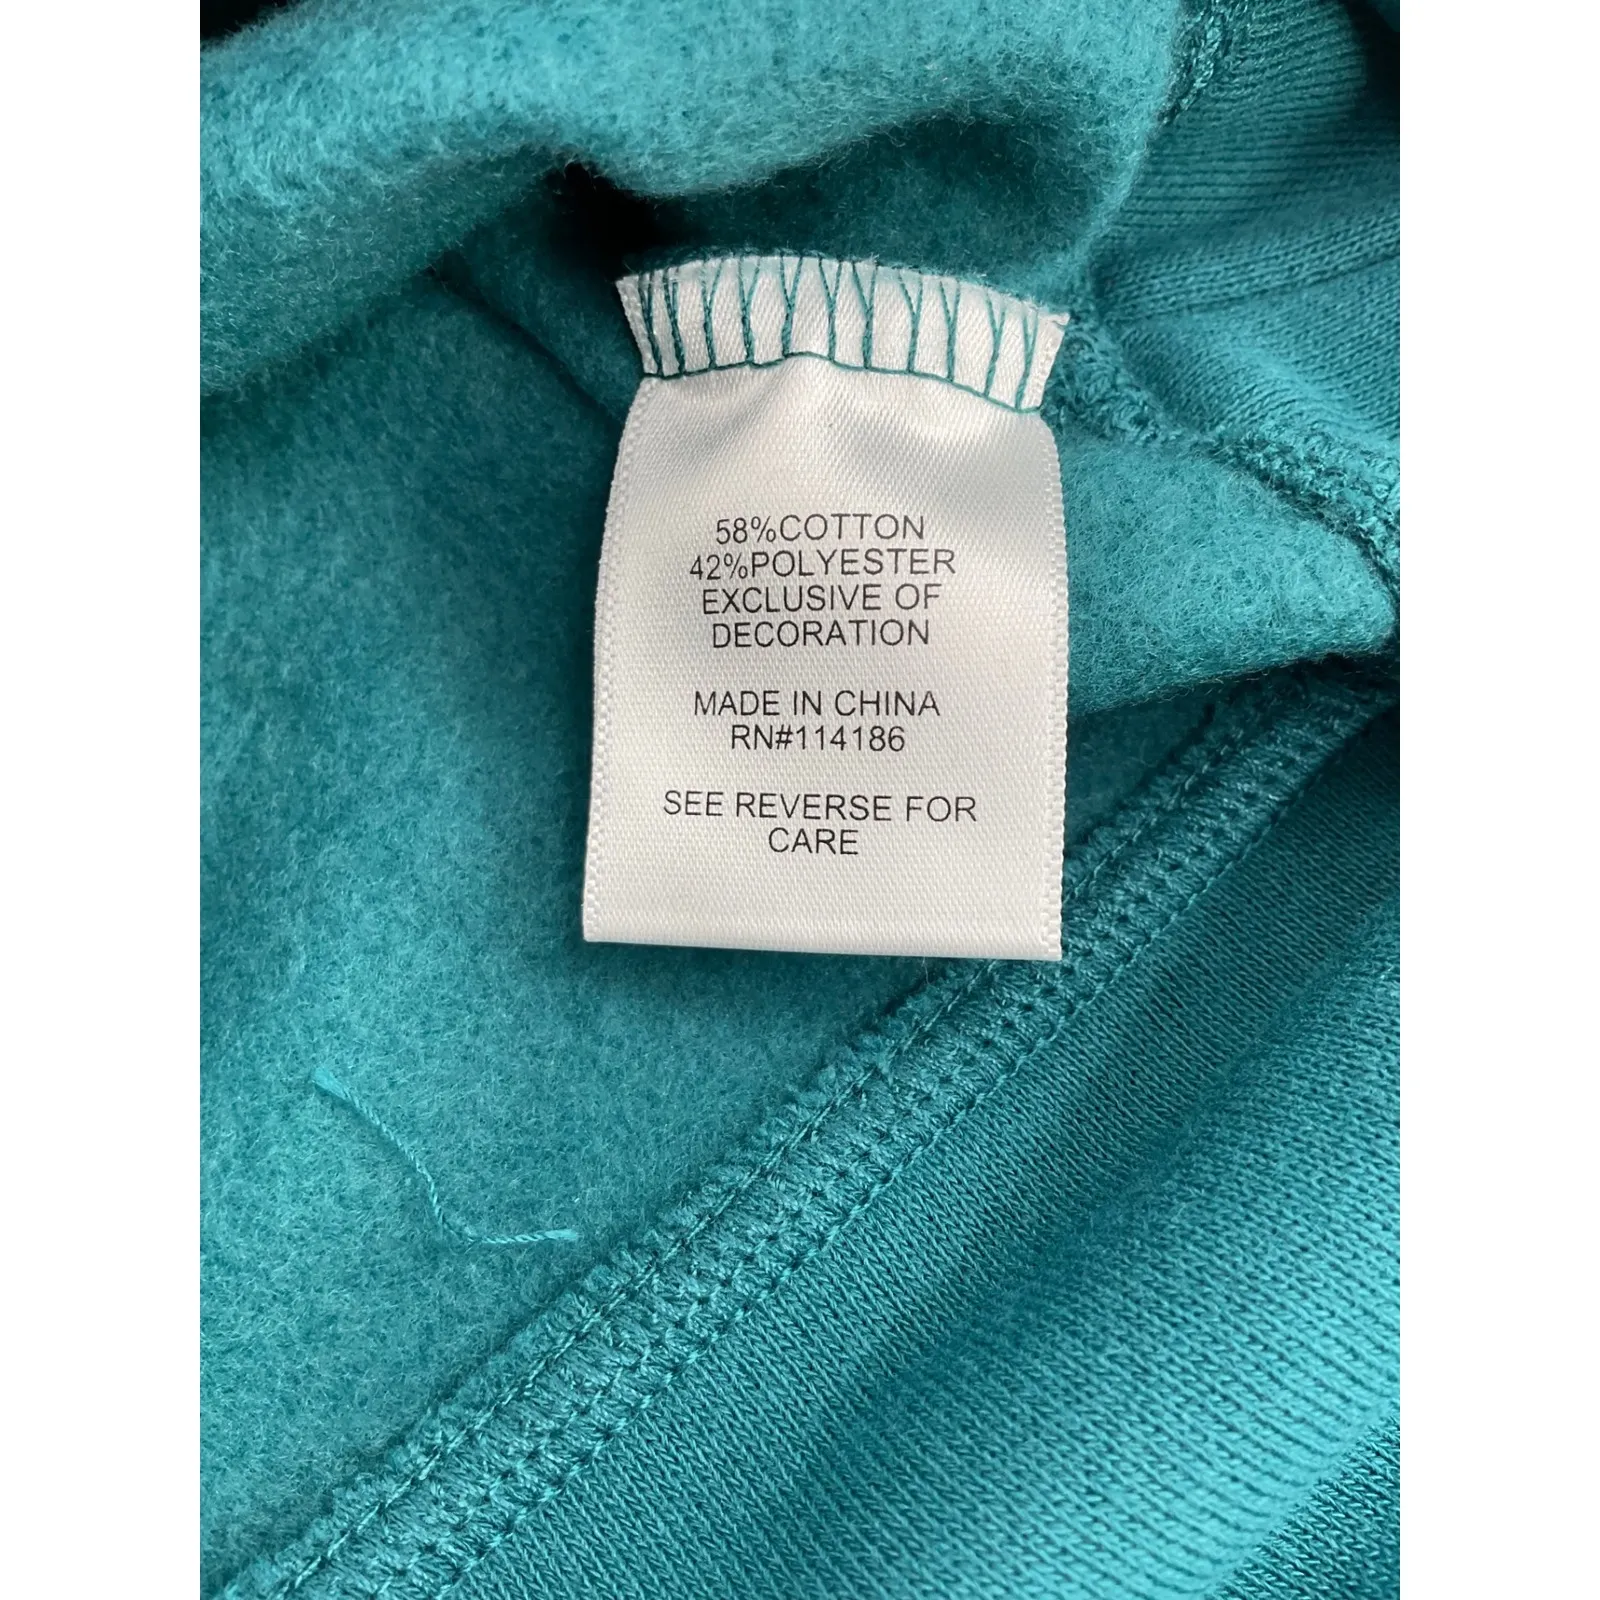 58%COTTON
42%POLYESTER
EXCLUSIVE OF
DECORATION
MADE IN CHINA
RN#114186
SEE REVERSE FOR
CARE